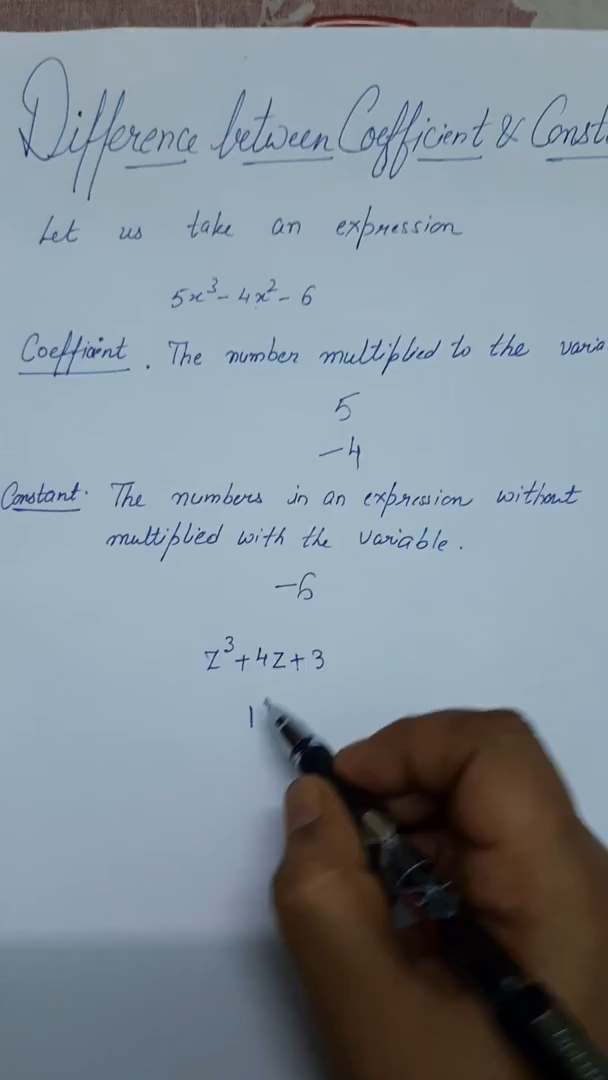 Difference between Coefficient & Const
Let us take an expression
5x³ - 4x² - 6
Coefficient. The number multiplied to the varia
5
-4
Constant. The numbers in an expression without
multiplied with the variable.
-6
z³ + 4z + 3
1